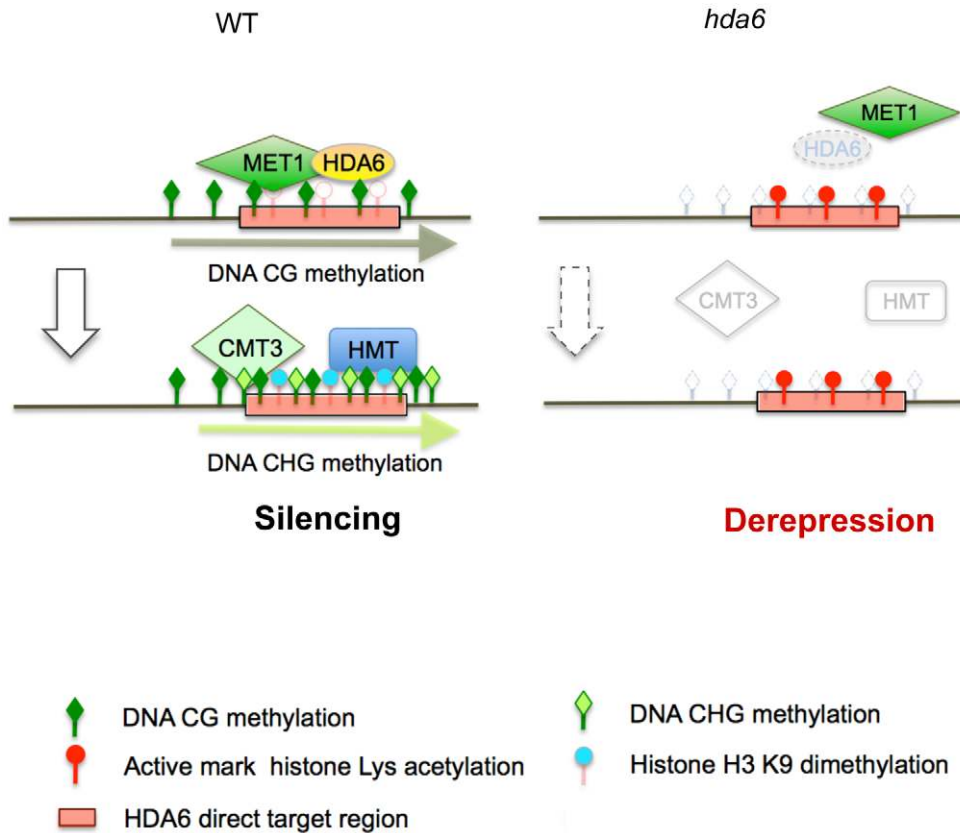 WT
hda6
MET1
HDA6
MET1
HDA6
DNA CG methylation
CMT3
HMT
CMT3
HMT
DNA CHG methylation
Silencing
Derepression
DNA CG methylation
DNA CHG methylation
Active mark histone Lys acetylation
Histone H3 K9 dimethylation
HDA6 direct target region